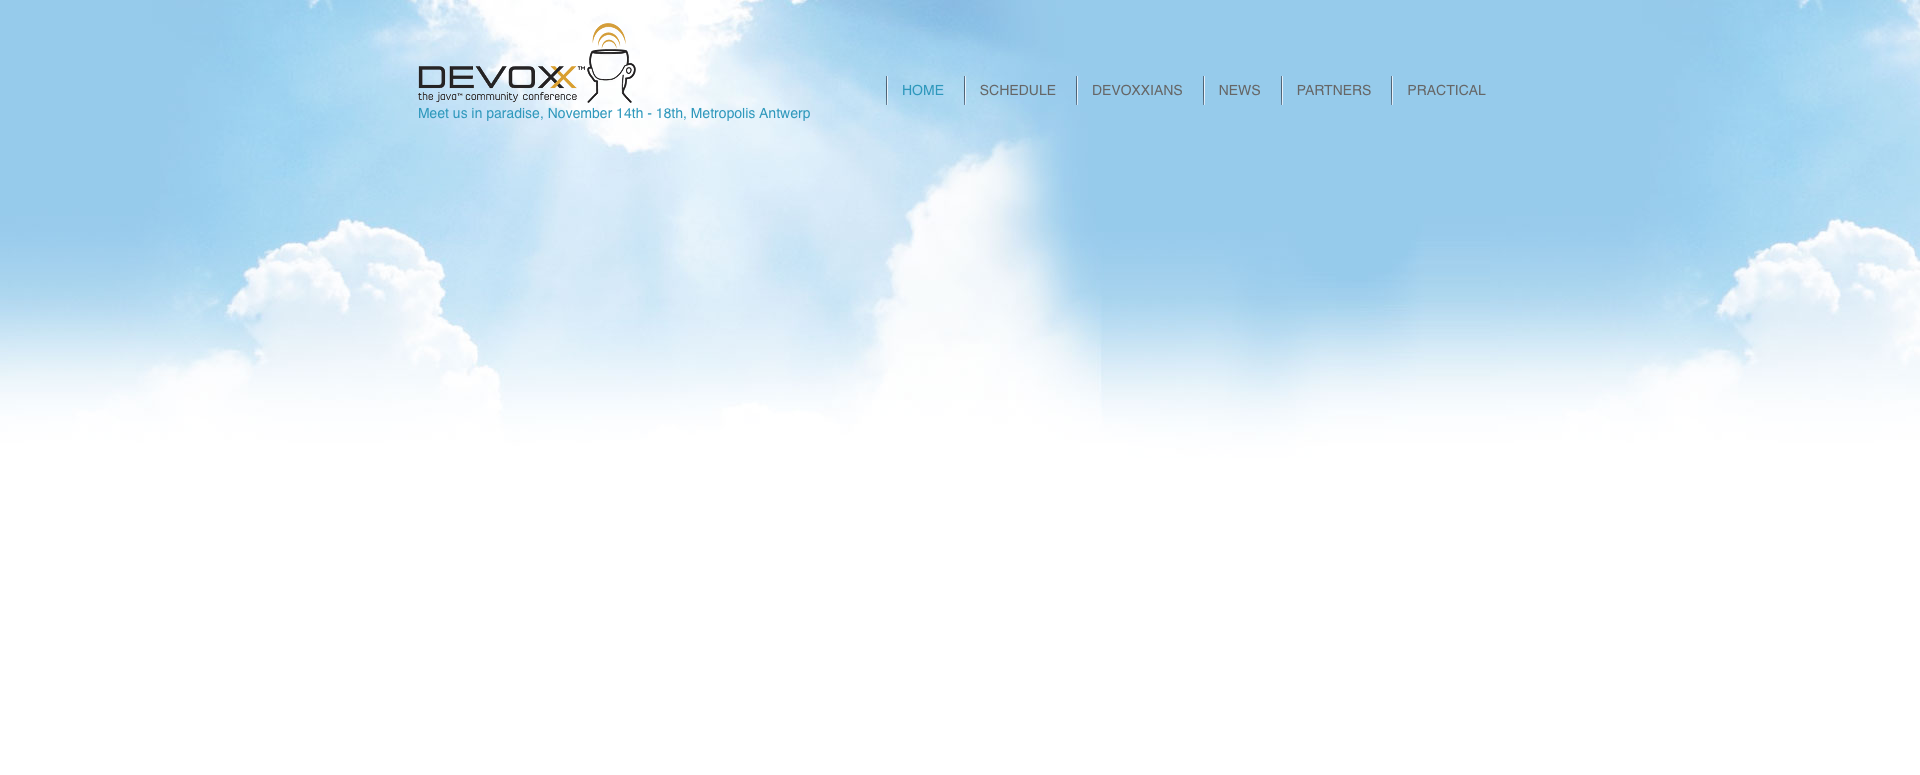 DEVOXX™
the java™ community conference
Meet us in paradise, November 14th - 18th, Metropolis Antwerp
HOME
SCHEDULE
DEVOXXIANS
NEWS
PARTNERS
PRACTICAL